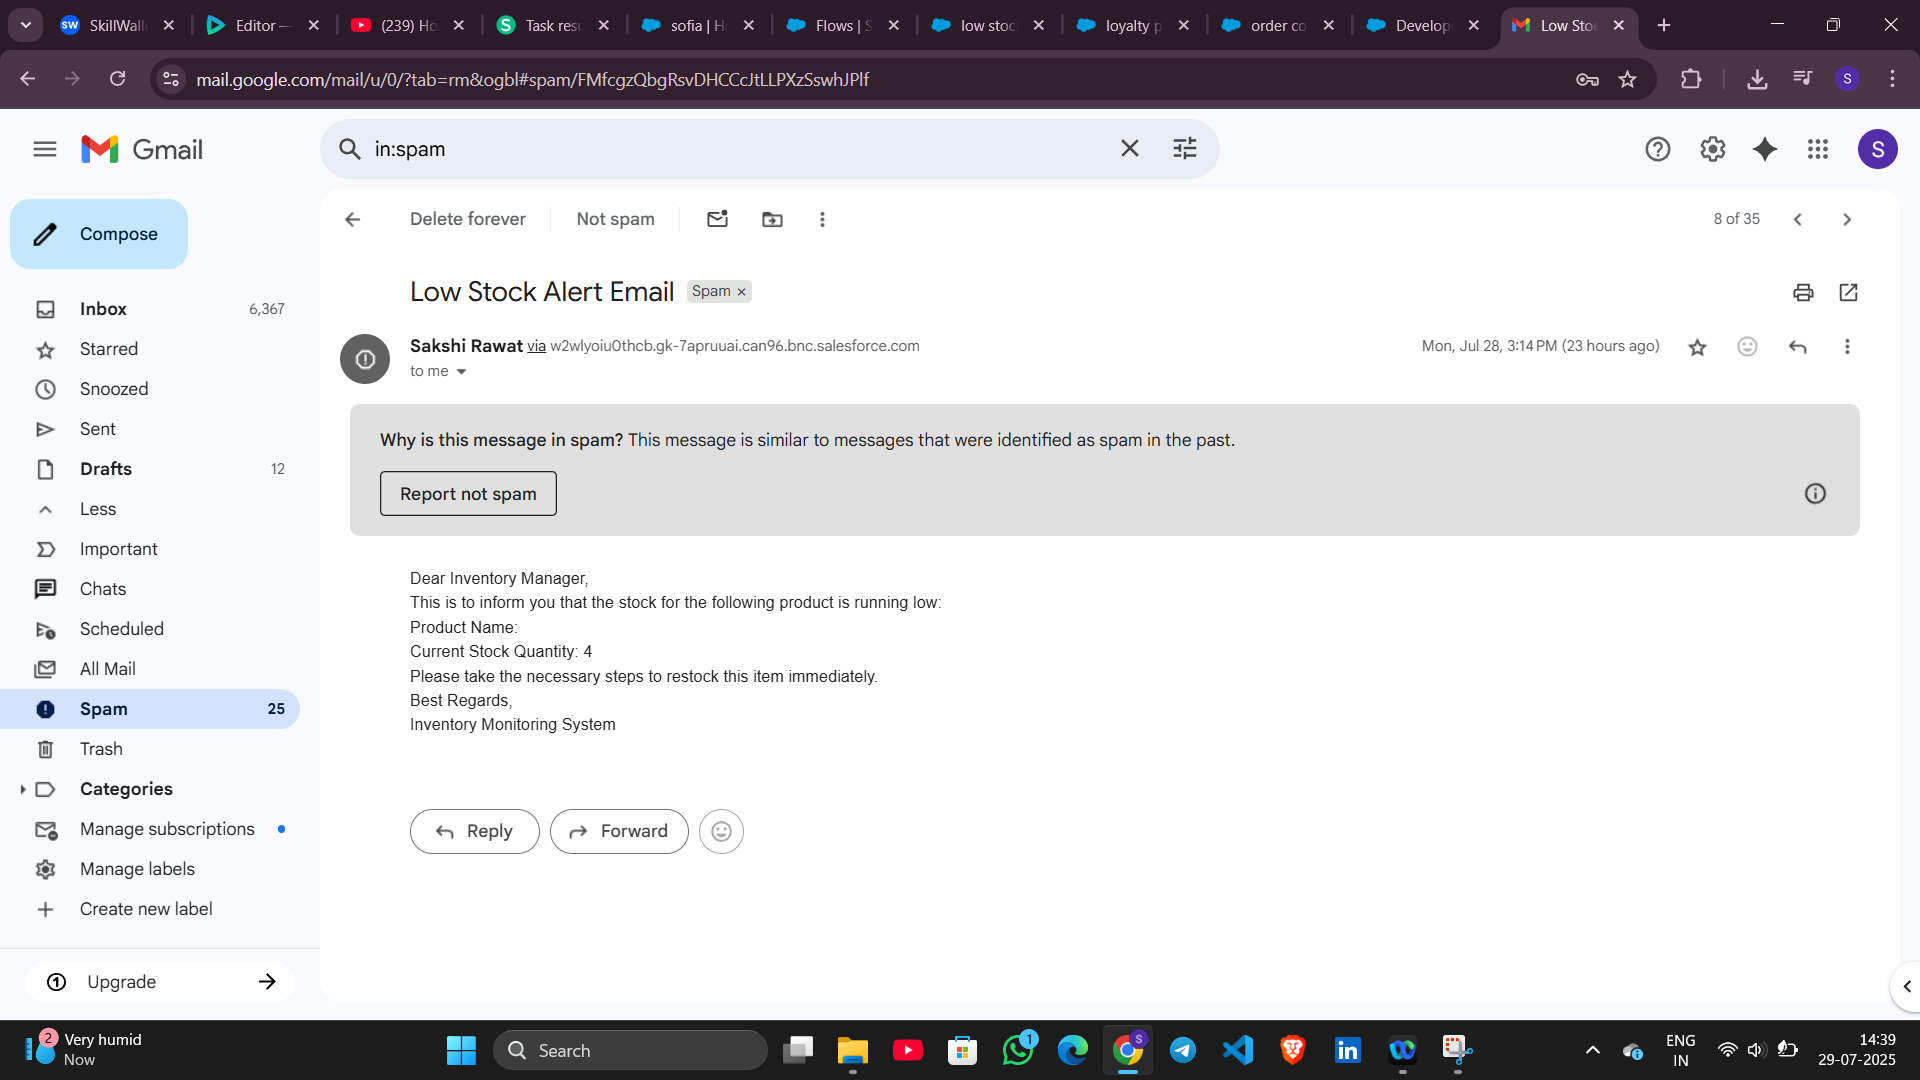 SkillWall
Editor —
(239) Ho
Task resu
sofia | Ha
Flows | S
low stoc
loyalty p
order co
Develop
Low Stoc
mail.google.com/mail/u/0/?tab=rm&ogbl#spam/FMfcgzQbgRsvDHCCcJtLLPXzSswhJPlf
S
Gmail
in:spam
S
Compose
Delete forever
Not spam
8 of 35
Low Stock Alert Email
Spam ×
Inbox 6,367
Starred
Snoozed
Sent
Drafts 12
Less
Important
Chats
Scheduled
All Mail
Spam 25
Trash
Categories
Manage subscriptions
Manage labels
Create new label
Upgrade
Sakshi Rawat via w2wlyoiu0thcb.gk-7apruuai.can96.bnc.salesforce.com
Mon, Jul 28, 3:14 PM (23 hours ago)
to me
Why is this message in spam? This message is similar to messages that were identified as spam in the past.
Report not spam
Dear Inventory Manager,
This is to inform you that the stock for the following product is running low:
Product Name:
Current Stock Quantity: 4
Please take the necessary steps to restock this item immediately.
Best Regards,
Inventory Monitoring System
Reply
Forward
2
Very humid
Now
Search
1
S
ENG
IN
14:39
29-07-2025